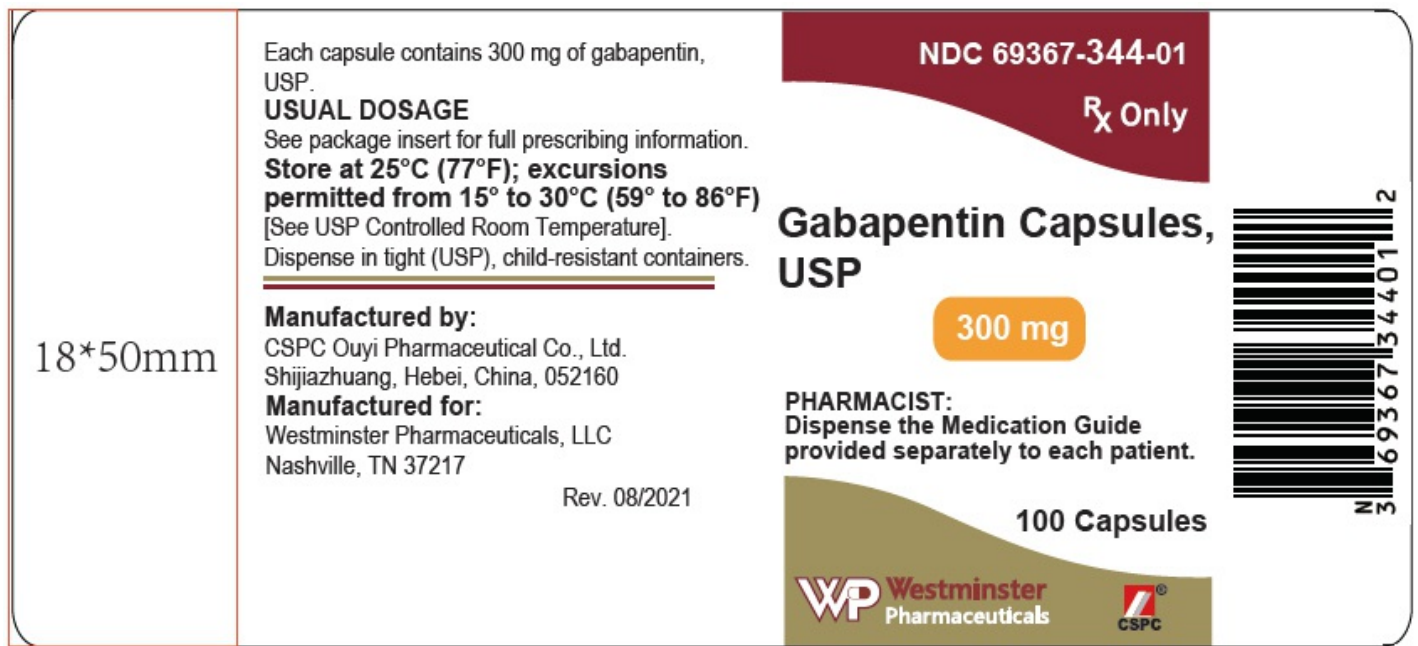 18*50mm
Each capsule contains 300 mg of gabapentin,
USP.
USUAL DOSAGE
See package insert for full prescribing information.
Store at 25°C (77°F); excursions
permitted from 15° to 30°C (59° to 86°F)
[See USP Controlled Room Temperature].
Dispense in tight (USP), child-resistant containers.
Manufactured by:
CSPC Ouyi Pharmaceutical Co., Ltd.
Shijiazhuang, Hebei, China, 052160
Manufactured for:
Westminster Pharmaceuticals, LLC
Nashville, TN 37217
Rev. 08/2021
NDC 69367-344-01
Rx Only
Gabapentin Capsules,
USP
300 mg
PHARMACIST:
Dispense the Medication Guide
provided separately to each patient.
100 Capsules
WP Westminster
Pharmaceuticals
®
CSPC
N
3 69367 34401 2